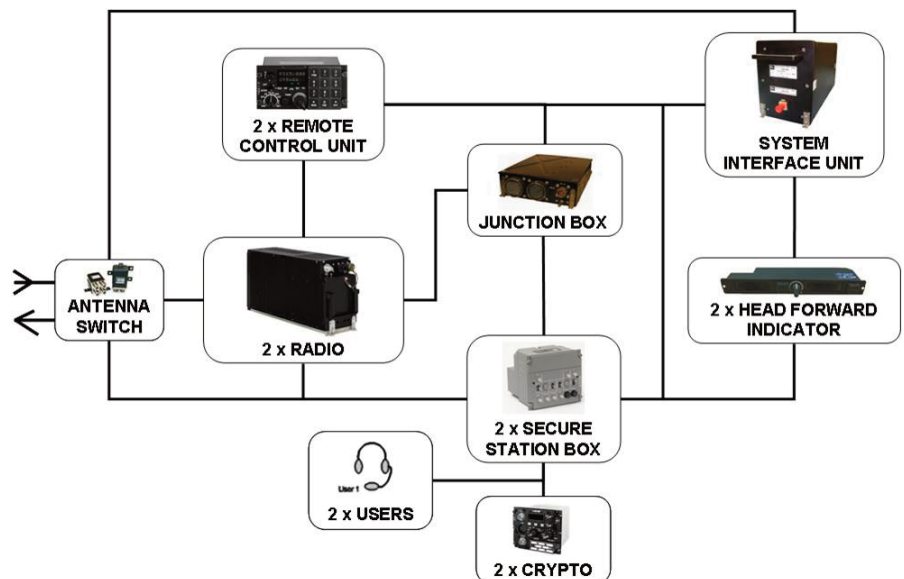 2 x REMOTE
CONTROL UNIT
SYSTEM
INTERFACE UNIT
JUNCTION BOX
ANTENNA
SWITCH
2 x RADIO
2 x HEAD FORWARD
INDICATOR
2 x SECURE
STATION BOX
User 1
2 x USERS
2 x CRYPTO